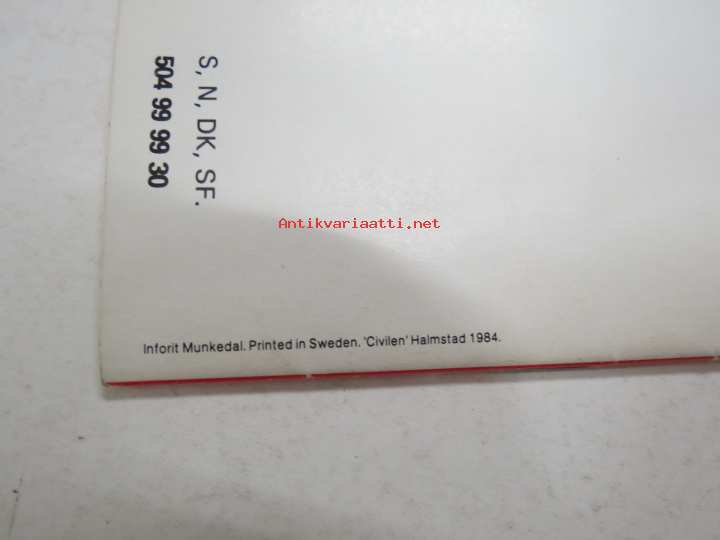 S, N, DK, SF.
504 99 99 30
Antikvariaatti.net
Inforit Munkedal. Printed in Sweden. 'Civilen' Halmstad 1984.